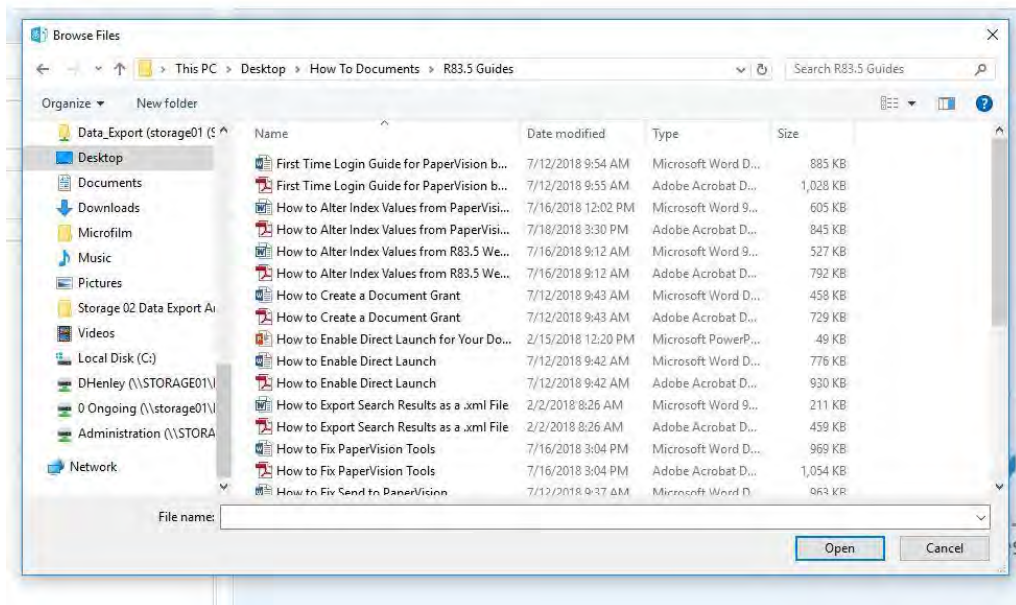 Browse Files
This PC > Desktop > How To Documents > R83.5 Guides
Search R83.5 Guides
Organize New folder
Data_Export (storage01 (S
Desktop
Documents
Downloads
Microfilm
Music
Pictures
Storage 02 Data Export Ar
Videos
Local Disk (C:)
DHenley (\\STORAGE01\
0 Ongoing (\\storage01\
Administration (\\STORA
Network
Name Date modified Type Size
First Time Login Guide for PaperVision b... 7/12/2018 9:54 AM Microsoft Word D... 885 KB
First Time Login Guide for PaperVision b... 7/12/2018 9:55 AM Adobe Acrobat D... 1,028 KB
How to Alter Index Values from PaperVisi... 7/16/2018 12:02 PM Microsoft Word 9... 605 KB
How to Alter Index Values from PaperVisi... 7/18/2018 3:30 PM Adobe Acrobat D... 845 KB
How to Alter Index Values from R83.5 We... 7/16/2018 9:12 AM Microsoft Word 9... 527 KB
How to Alter Index Values from R83.5 We... 7/16/2018 9:12 AM Adobe Acrobat D... 792 KB
How to Create a Document Grant 7/12/2018 9:43 AM Microsoft Word D... 458 KB
How to Create a Document Grant 7/12/2018 9:43 AM Adobe Acrobat D... 729 KB
How to Enable Direct Launch for Your Do... 2/15/2018 12:20 PM Microsoft PowerP... 49 KB
How to Enable Direct Launch 7/12/2018 9:42 AM Microsoft Word D... 776 KB
How to Enable Direct Launch 7/12/2018 9:42 AM Adobe Acrobat D... 930 KB
How to Export Search Results as a .xml File 2/2/2018 8:26 AM Microsoft Word 9... 211 KB
How to Export Search Results as a .xml File 2/2/2018 8:26 AM Adobe Acrobat D... 459 KB
How to Fix PaperVision Tools 7/16/2018 3:04 PM Microsoft Word D... 969 KB
How to Fix PaperVision Tools 7/16/2018 3:04 PM Adobe Acrobat D... 1,054 KB
How to Fix Send to PaperVision 7/12/2018 9:37 AM Microsoft Word D... 963 KB
File name:
Open Cancel